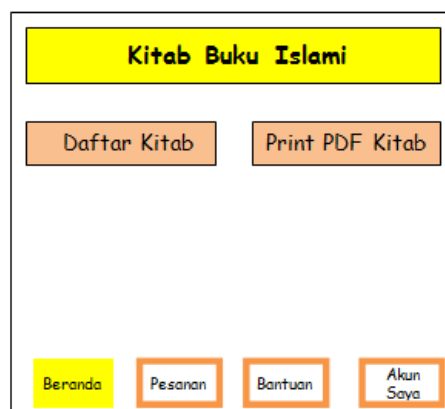 Kitab Buku Islami
Daftar Kitab
Print PDF Kitab
Beranda
Pesanan
Bantuan
Akun
Saya